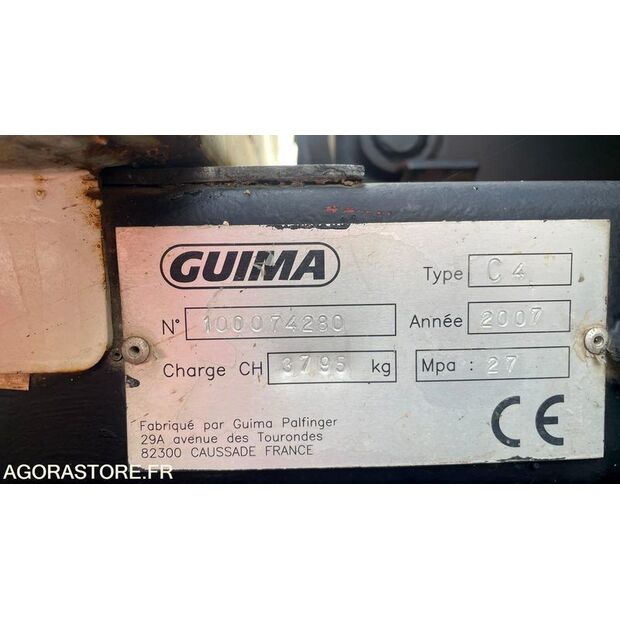 GUIMA
Type C 4
N° 100074280 Année 2007
Charge CH 3795 kg Mpa : 27
Fabriqué par Guima Palfinger
29A avenue des Tourondes
82300 CAUSSADE FRANCE
CE
AGORASTORE.FR